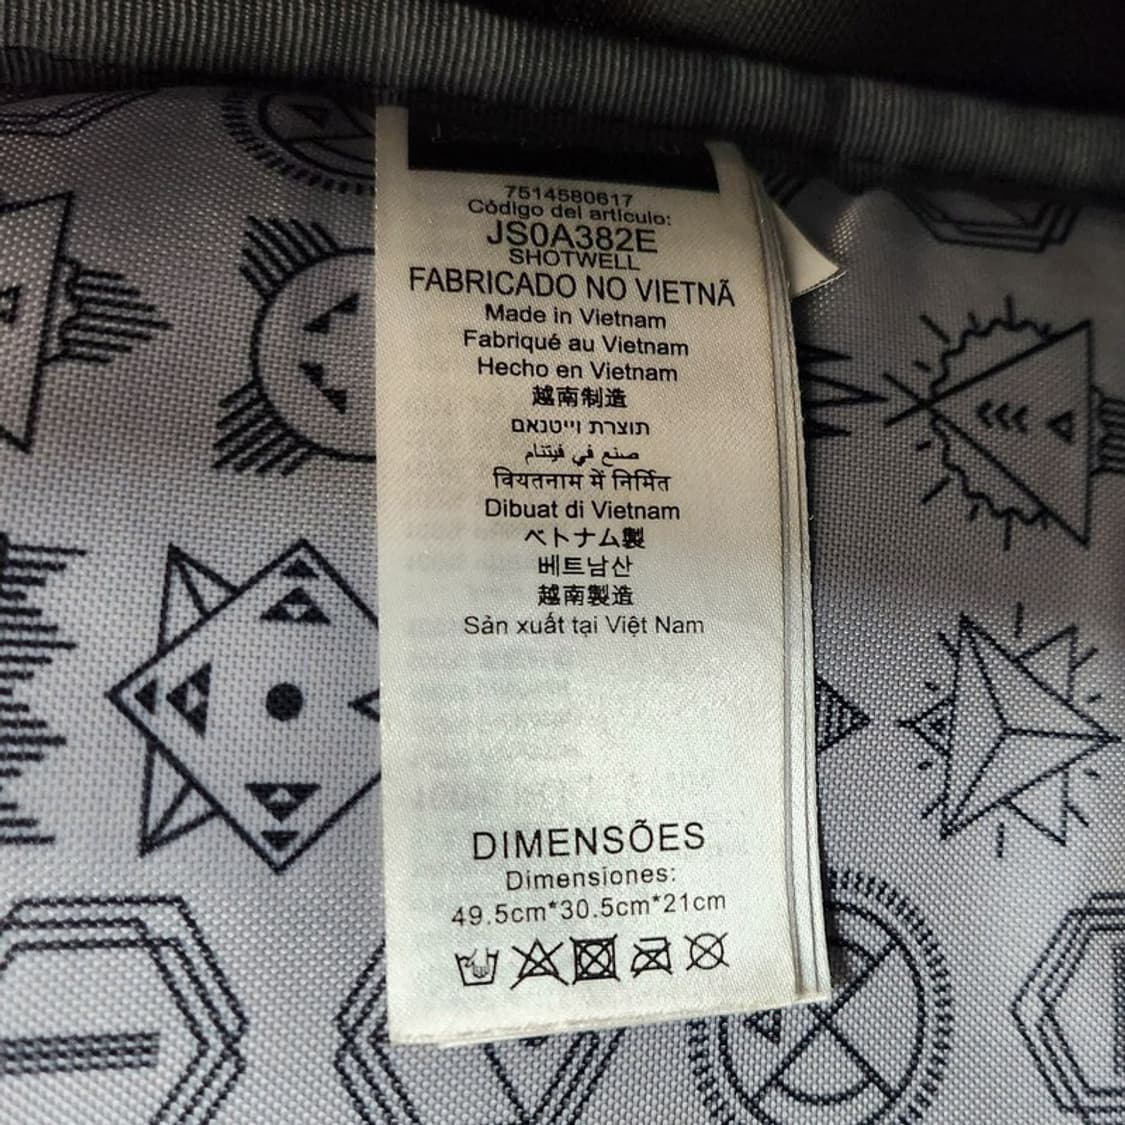 7514580617
Código del artículo:
JS0A382E
SHOTWELL
FABRICADO NO VIETNÃ
Made in Vietnam
Fabriqué au Vietnam
Hecho en Vietnam
越南制造
תוצרת וייטנאם
صنع في فيتنام
वियतनाम में निर्मित
Dibuat di Vietnam
ベトナム製
베트남산
越南製造
Sản xuất tại Việt Nam
DIMENSÕES
Dimensiones:
49.5cm*30.5cm*21cm